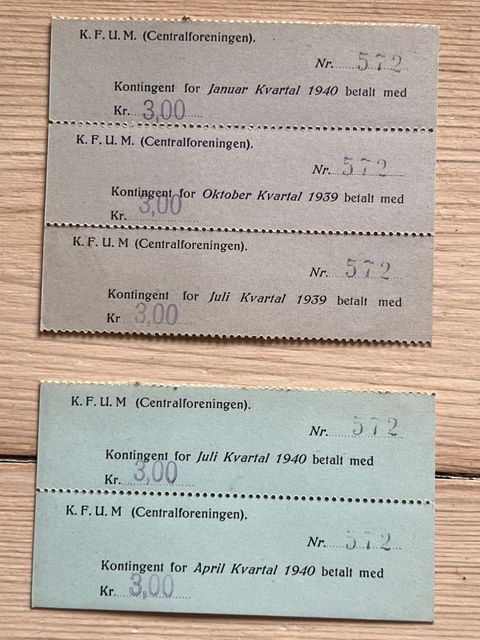 K. F. U. M. (Centralforeningen).
Nr. 572
Kontingent for Januar Kvartal 1940 betalt med
Kr. 3,00
K. F. U. M. (Centralforeningen).
Nr. 572
Kontingent for Oktober Kvartal 1939 betalt med
Kr. 3,00
K. F. U. M (Centralforeningen).
Nr. 572
Kontingent for Juli Kvartal 1939 betalt med
Kr 3,00
K. F. U. M (Centralforeningen).
Nr. 572
Kontingent for Juli Kvartal 1940 betalt med
Kr. 3,00
K. F. U. M (Centralforeningen).
Nr. 572
Kontingent for April Kvartal 1940 betalt med
Kr. 3,00